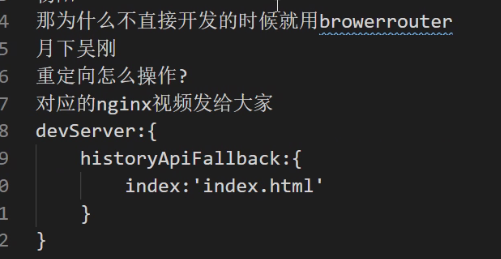 4 那为什么不直接开发的时候就用browerrouter
5 月下吴刚
6 重定向怎么操作?
7 对应的nginx视频发给大家
8 devServer:{
9     historyApiFallback:{
0         index:'index.html'
1     }
2 }